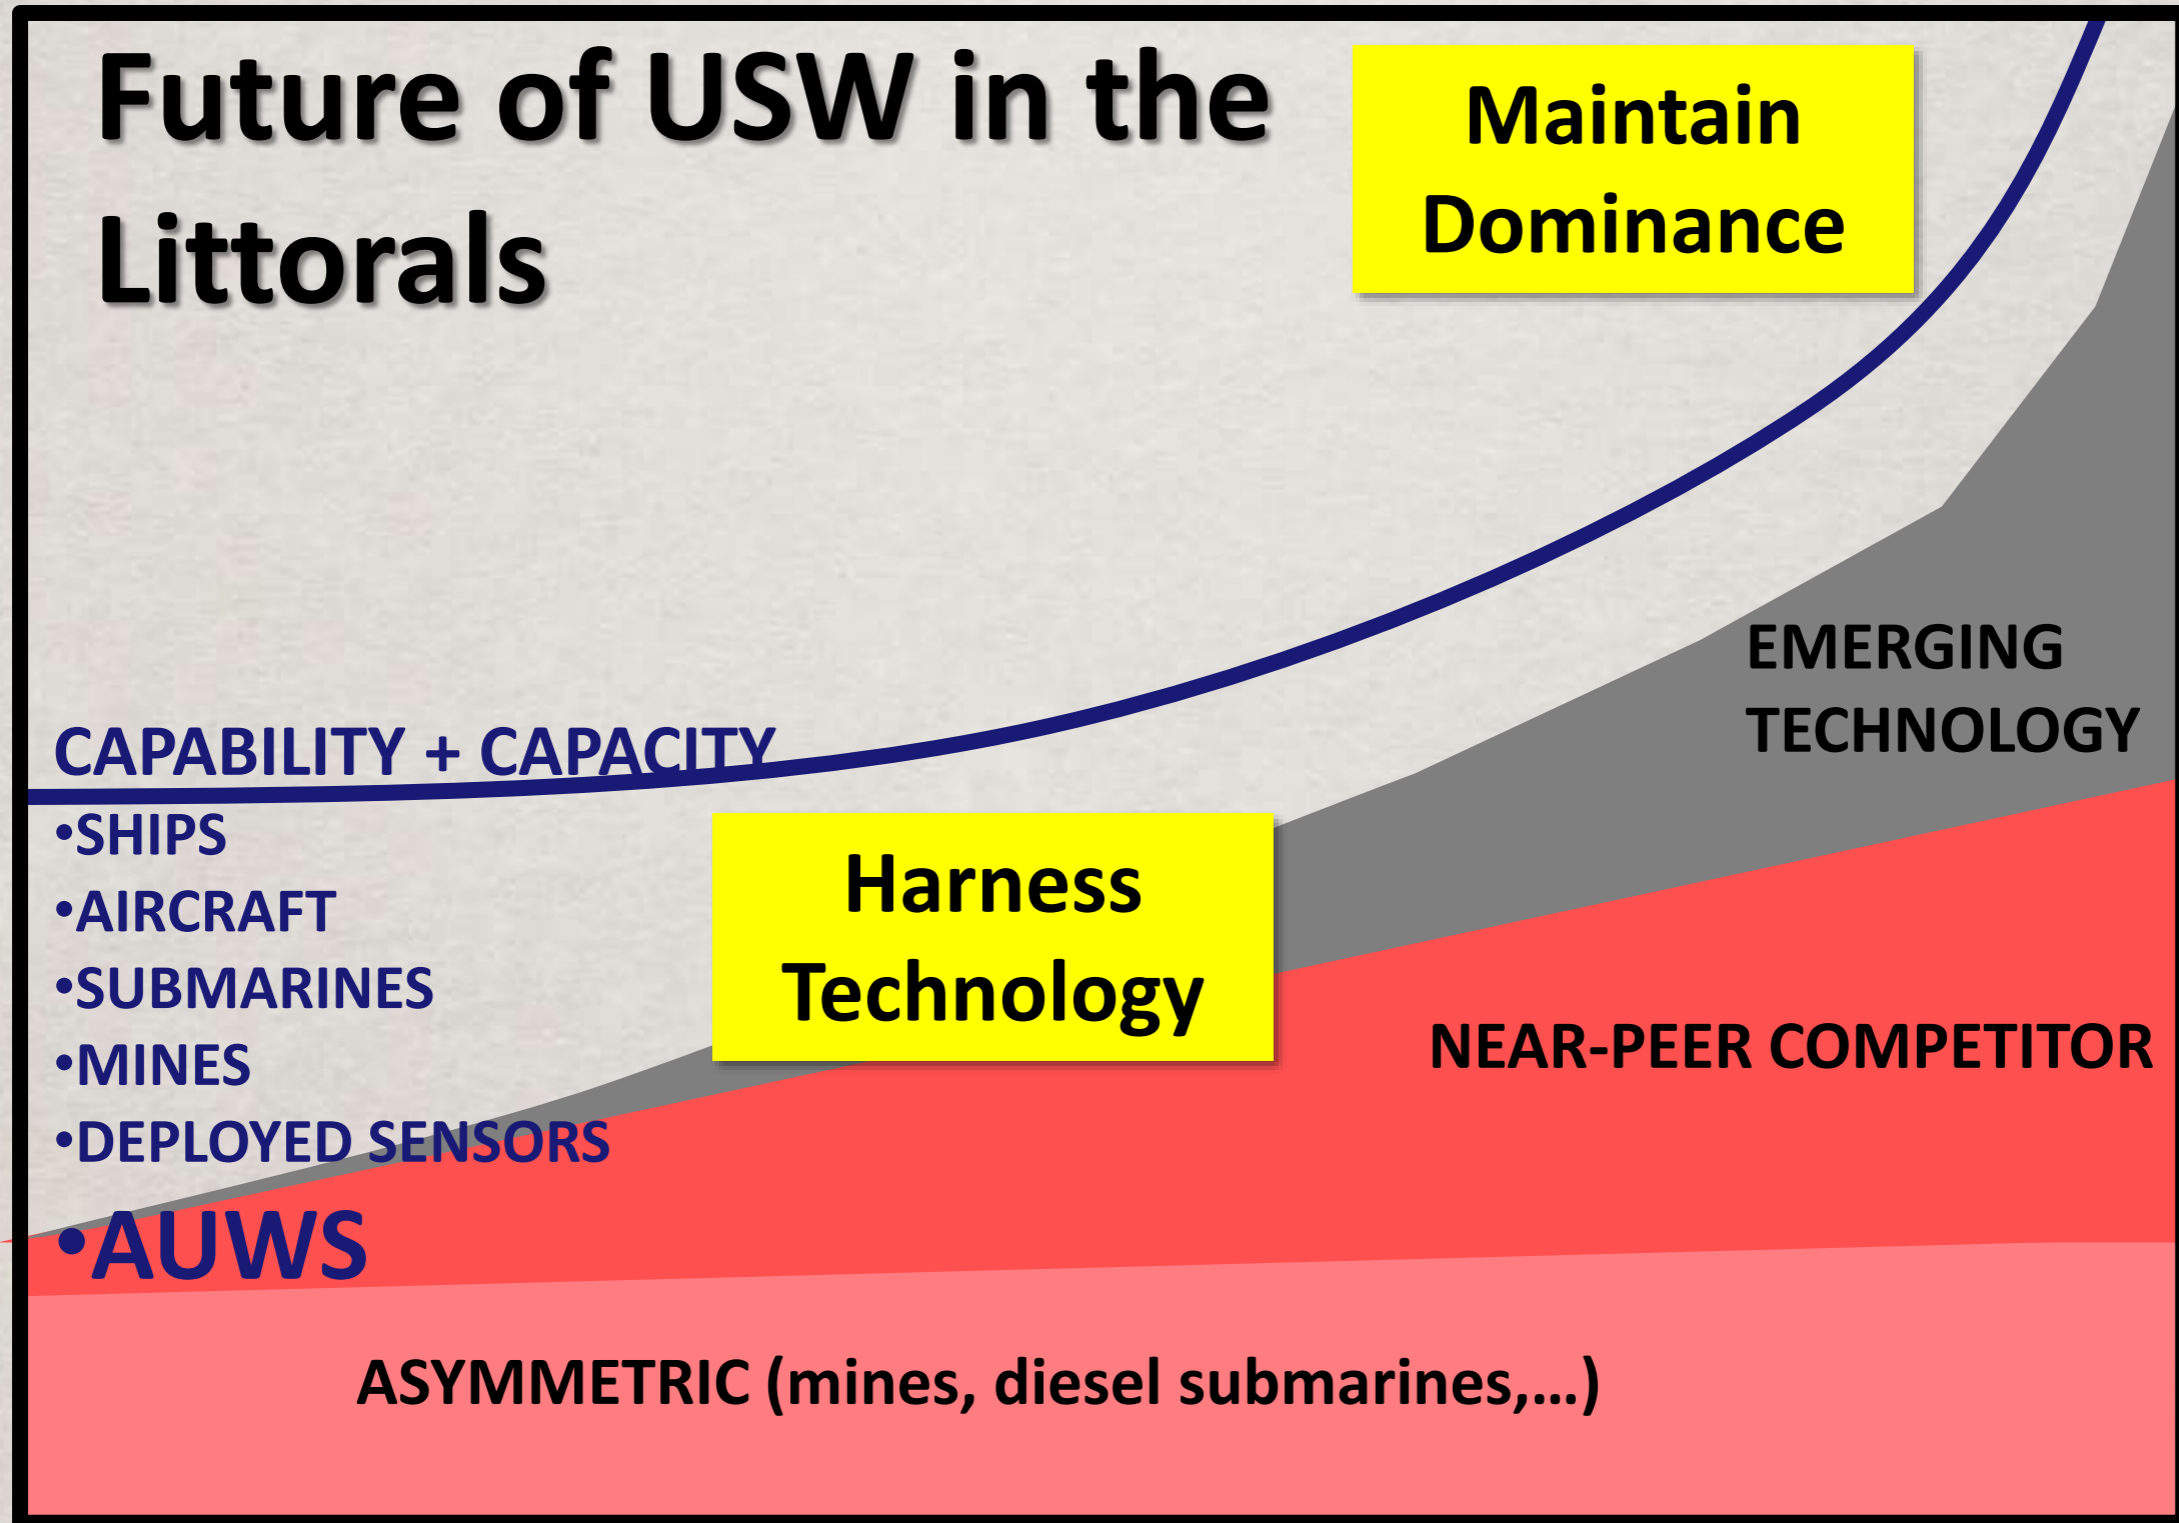 Future of USW in the
Littorals
Maintain
Dominance
EMERGING
TECHNOLOGY
CAPABILITY + CAPACITY
•SHIPS
•AIRCRAFT
•SUBMARINES
•MINES
•DEPLOYED SENSORS
•AUWS
Harness
Technology
NEAR-PEER COMPETITOR
ASYMMETRIC (mines, diesel submarines,...)